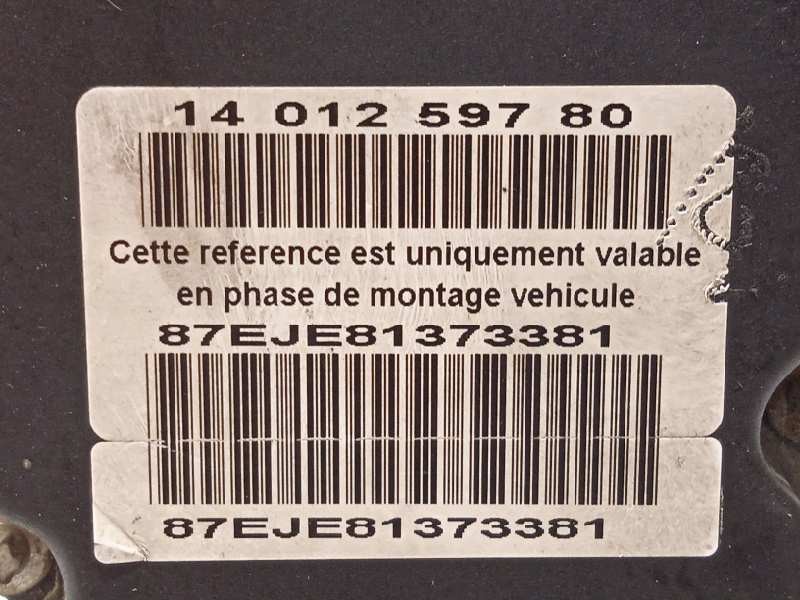 14 012 597 80
Cette reference est uniquement valable
en phase de montage vehicule
87EJE81373381
87EJE81373381